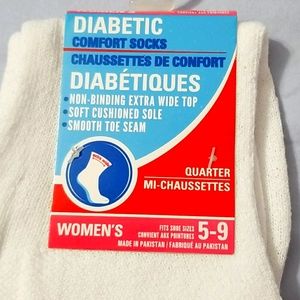 DIABETIC
COMFORT SOCKS
CHAUSSETTES DE CONFORT
DIABÉTIQUES
•NON-BINDING EXTRA WIDE TOP
•SOFT CUSHIONED SOLE
•SMOOTH TOE SEAM
QUARTER
MI-CHAUSSETTES
WOMEN'S
FITS SHOE SIZES
CONVIENT AUX POINTURES
5-9
MADE IN PAKISTAN | FABRIQUÉ AU PAKISTAN